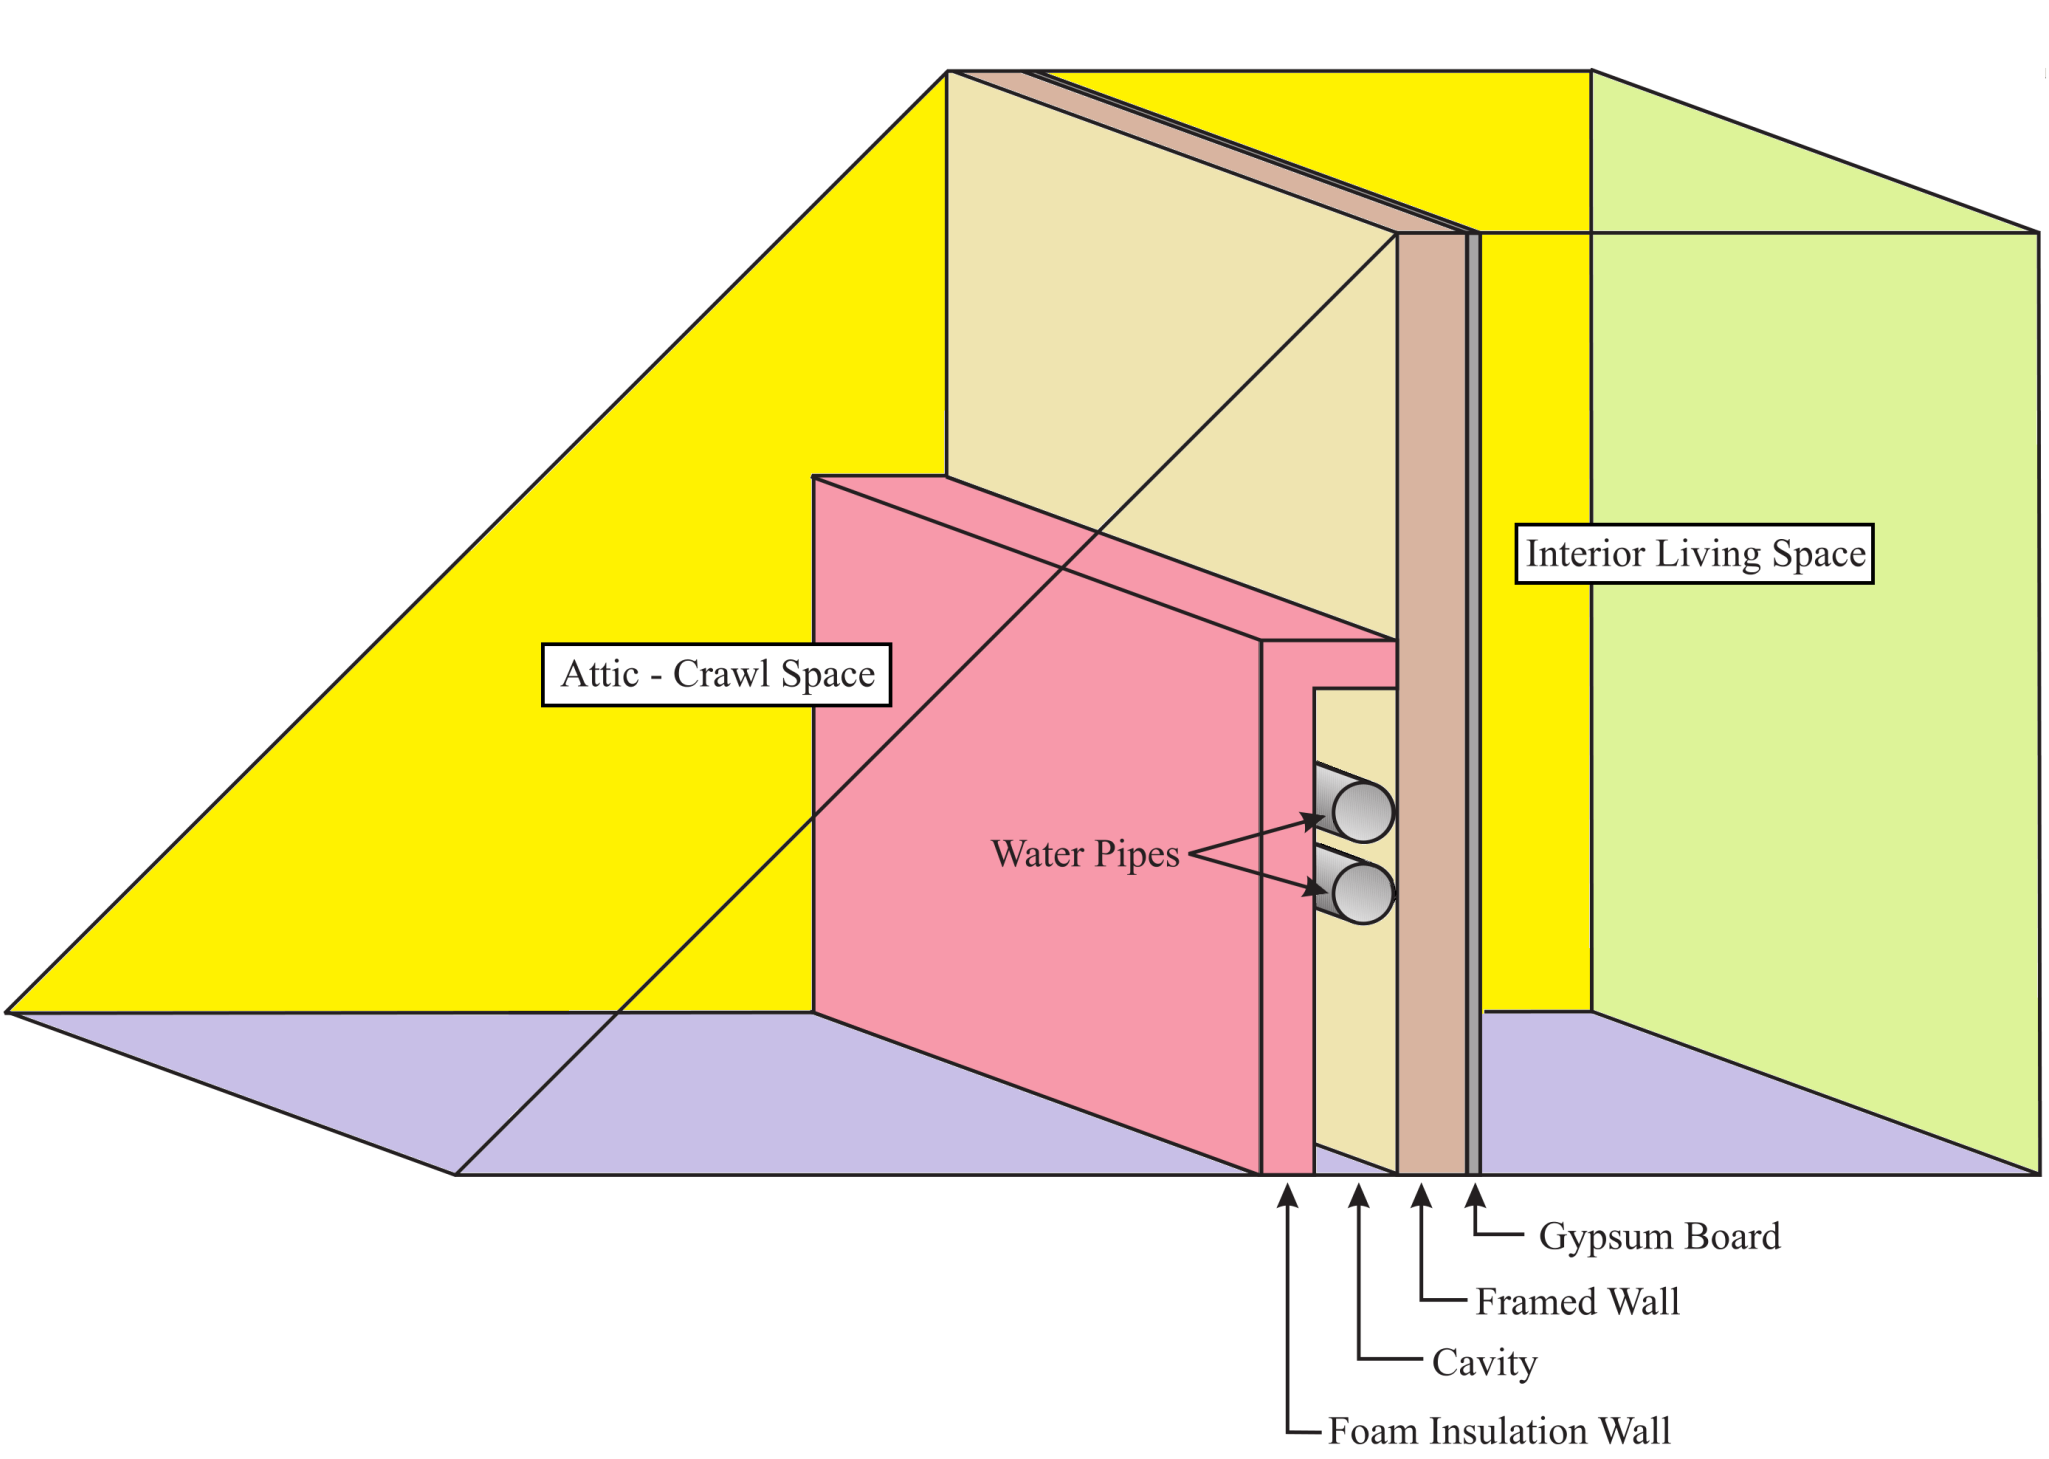 Interior Living Space
Attic - Crawl Space
Water Pipes
Gypsum Board
Framed Wall
Cavity
Foam Insulation Wall